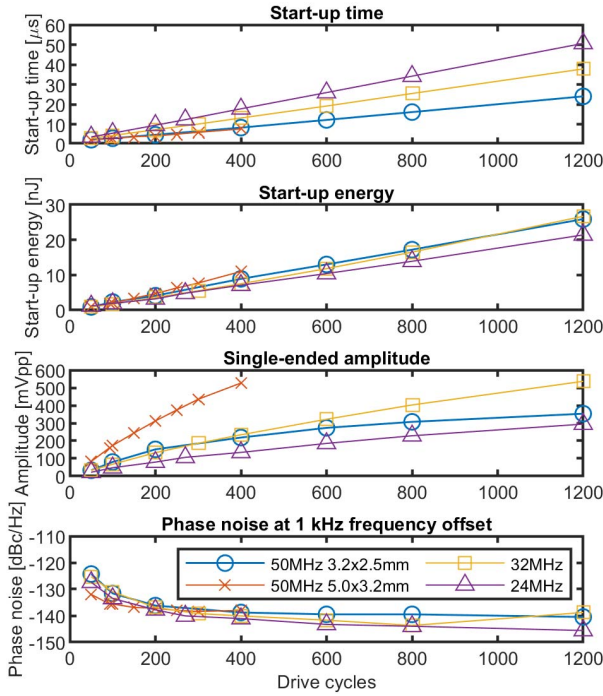 Start-up time
Start-up time [μs]
60
50
40
30
20
10
0
0 200 400 600 800 1000 1200
Start-up energy
Start-up energy [nJ]
30
20
10
0
0 200 400 600 800 1000 1200
Single-ended amplitude
Amplitude [mVpp]
600
500
400
300
200
100
0
0 200 400 600 800 1000 1200
Phase noise at 1 kHz frequency offset
Phase noise [dBc/Hz]
-110
-120
-130
-140
-150
50MHz 3.2x2.5mm 32MHz
50MHz 5.0x3.2mm 24MHz
0 200 400 600 800 1000 1200
Drive cycles